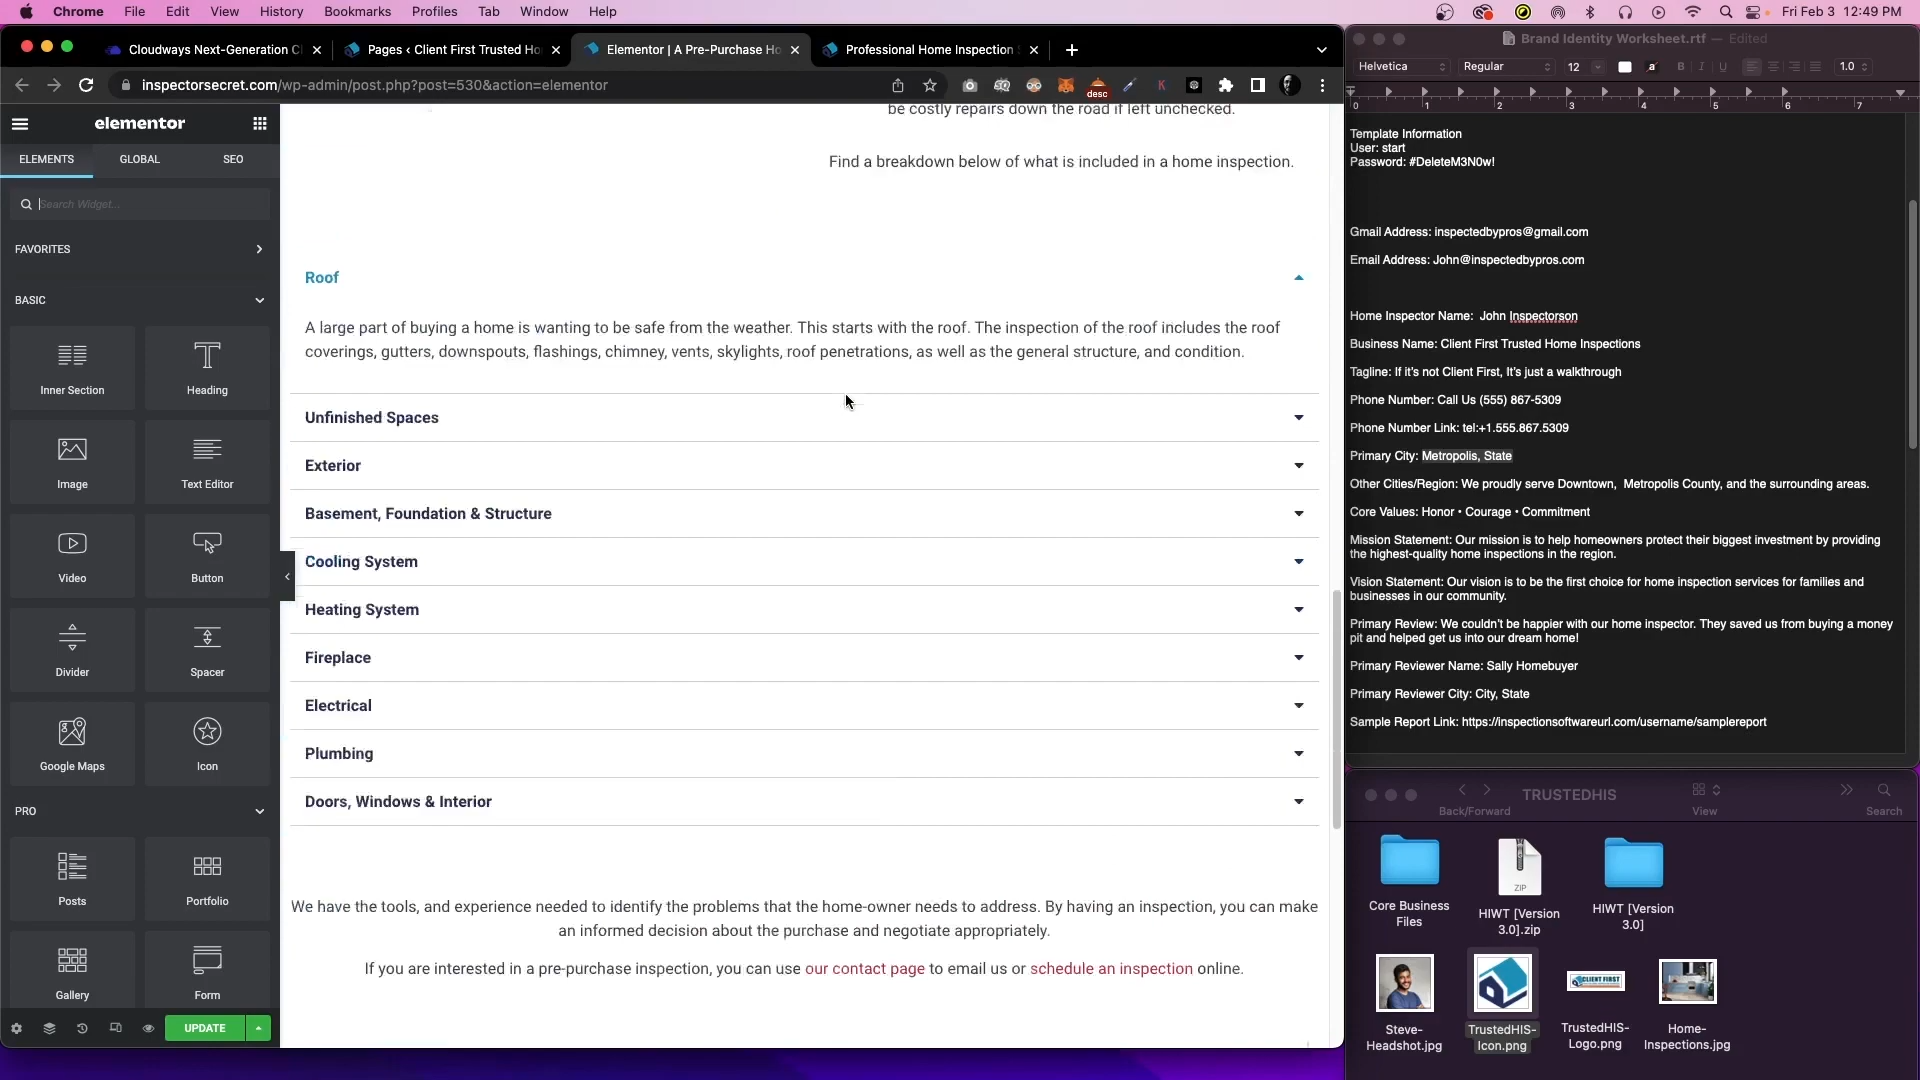 Chrome File Edit View History Bookmarks Profiles Tab Window Help
Fri Feb 3 12:49 PM
Cloudways Next-Generation C
Pages ‹ Client First Trusted Ho
Elementor | A Pre-Purchase Ho
Professional Home Inspection S
inspectorsecret.com/wp-admin/post.php?post=530&action=elementor
desc
elementor
ELEMENTS GLOBAL SEO
Search Widget...
FAVORITES
BASIC
Inner Section
Heading
Image
Text Editor
Video
Button
Divider
Spacer
Google Maps
Icon
PRO
Posts
Portfolio
Gallery
Form
UPDATE
be costly repairs down the road if left unchecked.
Find a breakdown below of what is included in a home inspection.
Roof
A large part of buying a home is wanting to be safe from the weather. This starts with the roof. The inspection of the roof includes the roof
coverings, gutters, downspouts, flashings, chimney, vents, skylights, roof penetrations, as well as the general structure, and condition.
Unfinished Spaces
Exterior
Basement, Foundation & Structure
Cooling System
Heating System
Fireplace
Electrical
Plumbing
Doors, Windows & Interior
We have the tools, and experience needed to identify the problems that the home-owner needs to address. By having an inspection, you can make
an informed decision about the purchase and negotiate appropriately.
If you are interested in a pre-purchase inspection, you can use our contact page to email us or schedule an inspection online.
Brand Identity Worksheet.rtf — Edited
Helvetica Regular 12 B I U 1.0
0 1 2 3 4 5 6 7
Template Information
User: start
Password: #DeleteM3N0w!
Gmail Address: inspectedbypros@gmail.com
Email Address: John@inspectedbypros.com
Home Inspector Name: John Inspectorson
Business Name: Client First Trusted Home Inspections
Tagline: If it's not Client First, It's just a walkthrough
Phone Number: Call Us (555) 867-5309
Phone Number Link: tel:+1.555.867.5309
Primary City: Metropolis, State
Other Cities/Region: We proudly serve Downtown, Metropolis County, and the surrounding areas.
Core Values: Honor • Courage • Commitment
Mission Statement: Our mission is to help homeowners protect their biggest investment by providing
the highest-quality home inspections in the region.
Vision Statement: Our vision is to be the first choice for home inspection services for families and
businesses in our community.
Primary Review: We couldn't be happier with our home inspector. They saved us from buying a money
pit and helped get us into our dream home!
Primary Reviewer Name: Sally Homebuyer
Primary Reviewer City: City, State
Sample Report Link: https://inspectionsoftwareurl.com/username/samplereport
TRUSTEDHIS
Back/Forward View Search
Core Business
Files
ZIP
HIWT [Version
3.0].zip
HIWT [Version
3.0]
CLIENT FIRST
Steve-
Headshot.jpg
TrustedHIS-
Icon.png
TrustedHIS-
Logo.png
Home-
Inspections.jpg